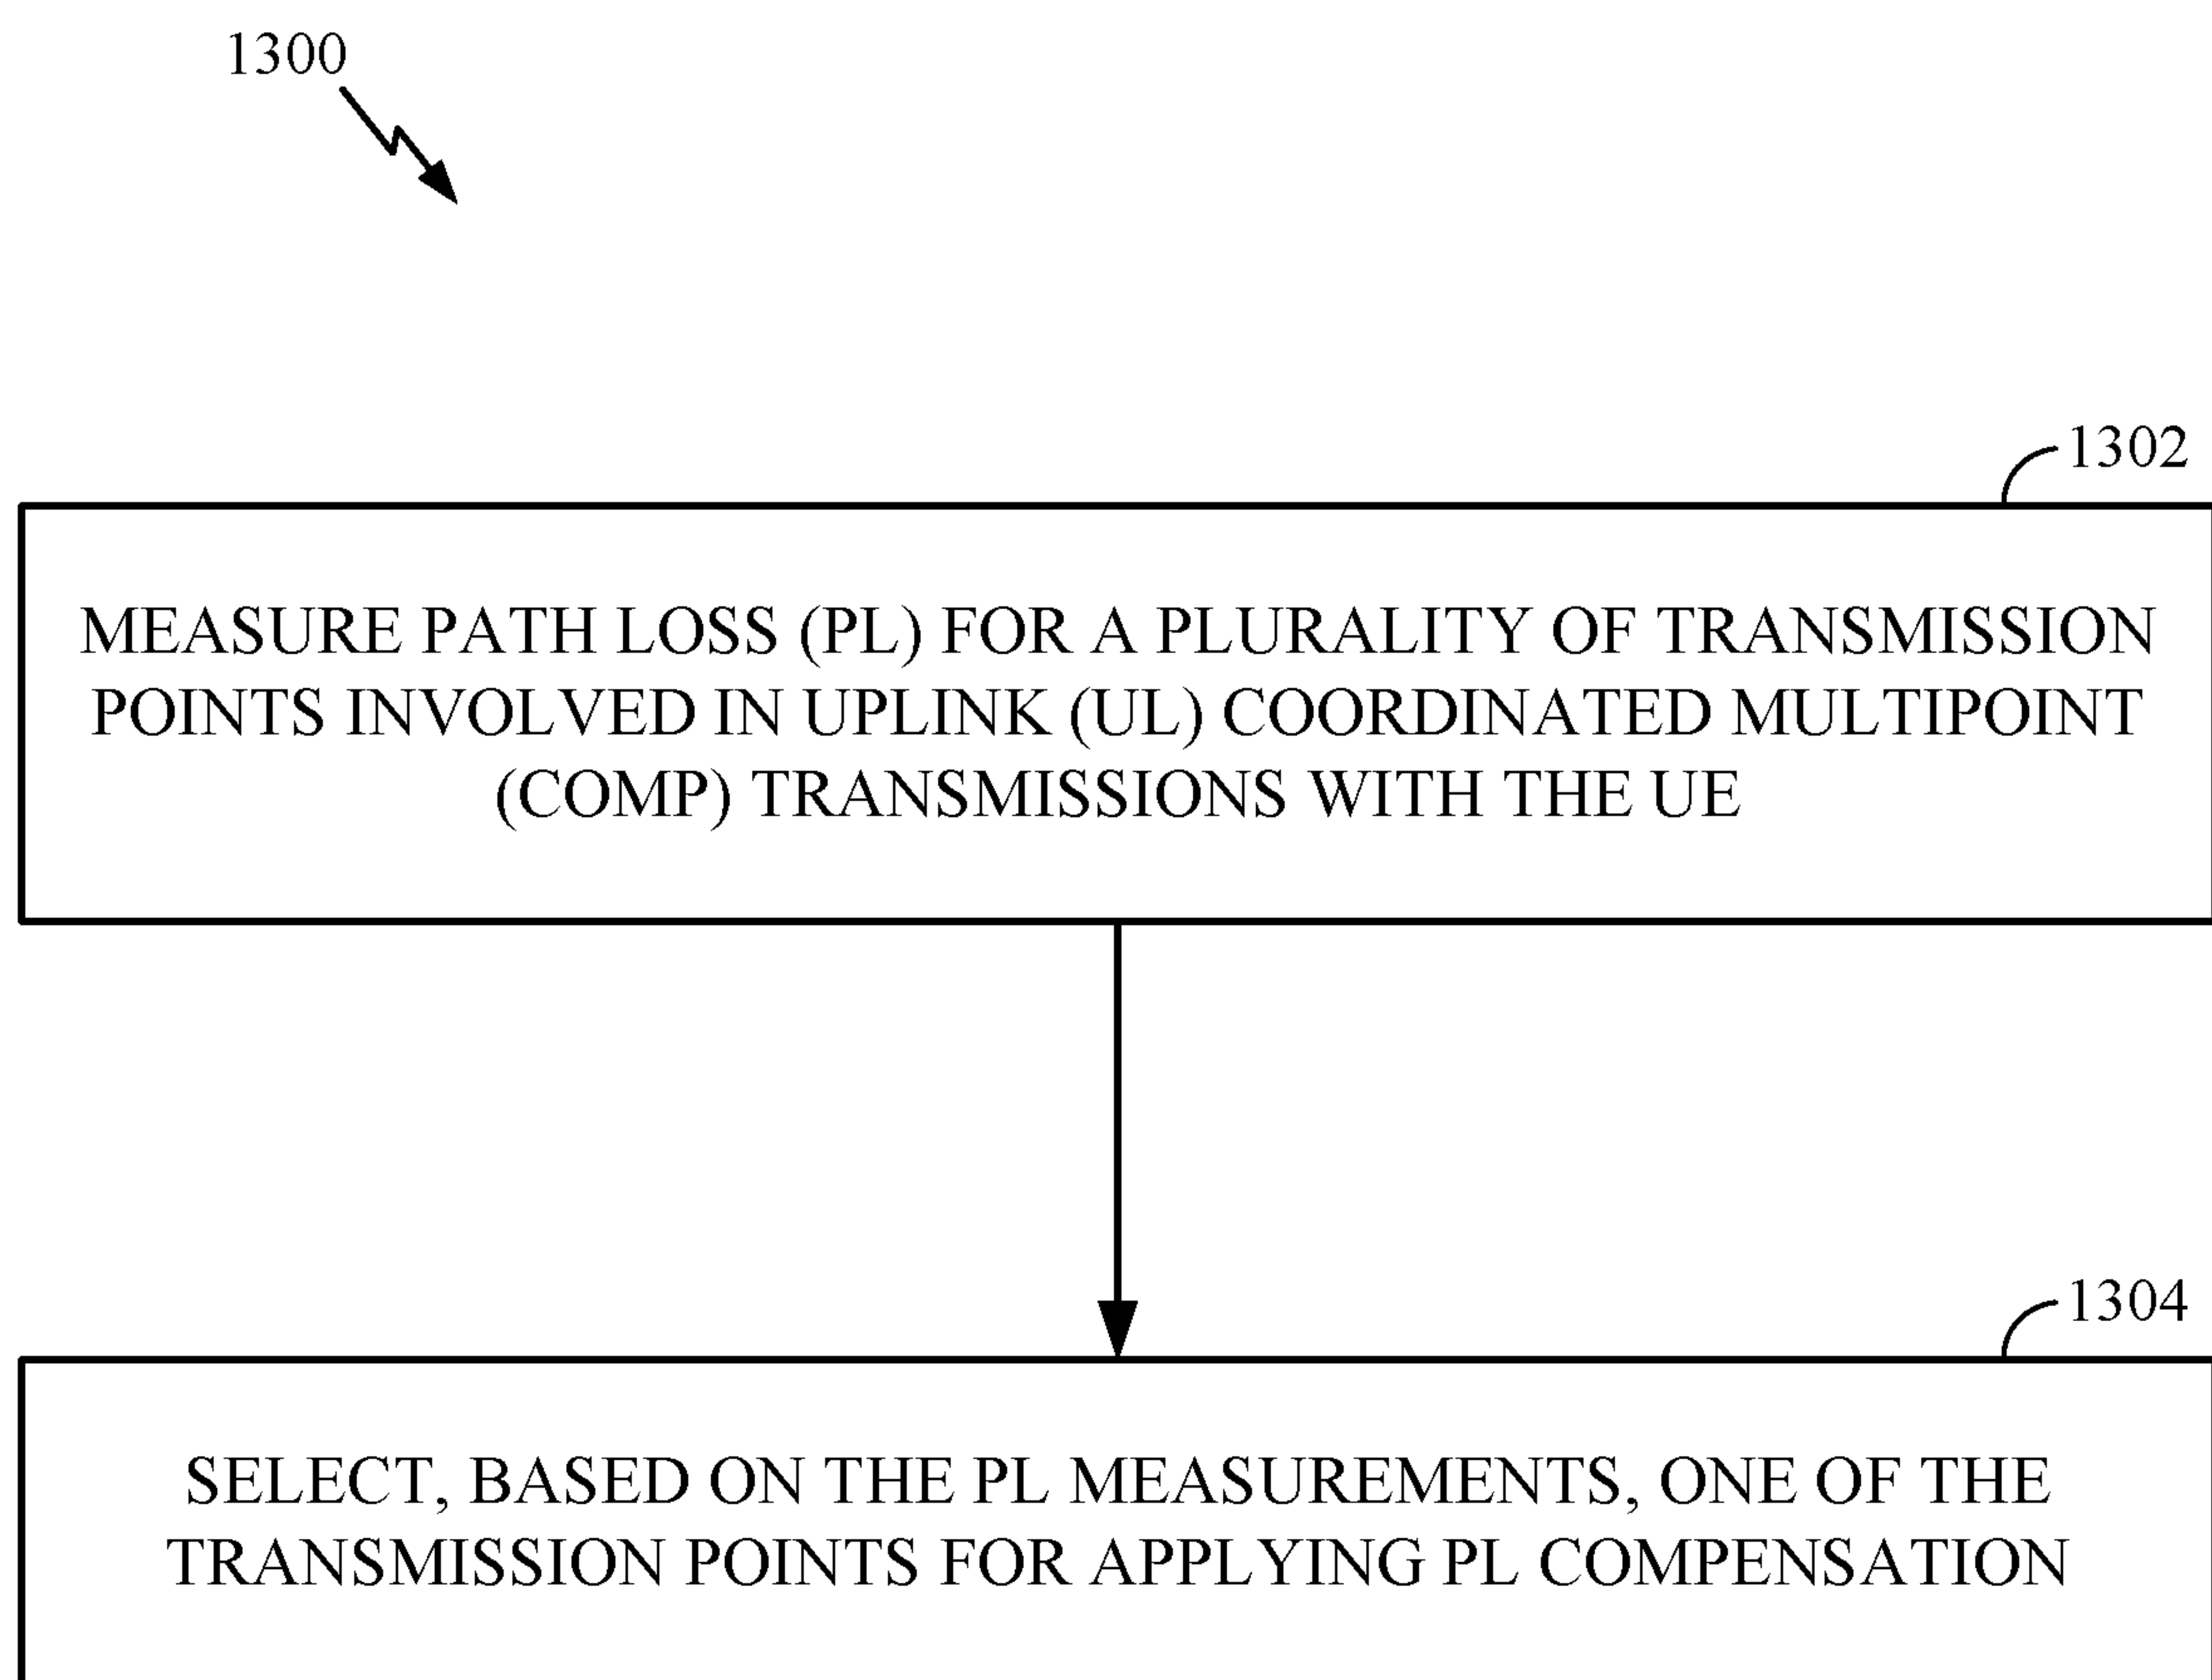 1300
1302
MEASURE PATH LOSS (PL) FOR A PLURALITY OF TRANSMISSION
POINTS INVOLVED IN UPLINK (UL) COORDINATED MULTIPOINT
(COMP) TRANSMISSIONS WITH THE UE
1304
SELECT, BASED ON THE PL MEASUREMENTS, ONE OF THE
TRANSMISSION POINTS FOR APPLYING PL COMPENSATION